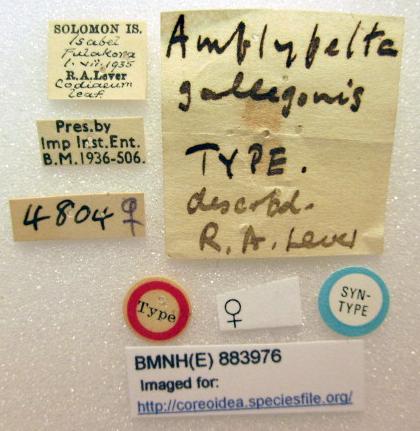 SOLOMON IS.
Isabel
Fulakora
1.vii.1935
R.A.Lever
Codiaeum
leaf.
Amblypelta
gallegonis
TYPE.
descrbd.
R. A. Lever
Pres.by
Imp Inst.Ent.
B.M.1936-506.
4804 ♀
Type
♀
SYN-
TYPE
BMNH(E) 883976
Imaged for:
http://coreoidea.speciesfile.org/